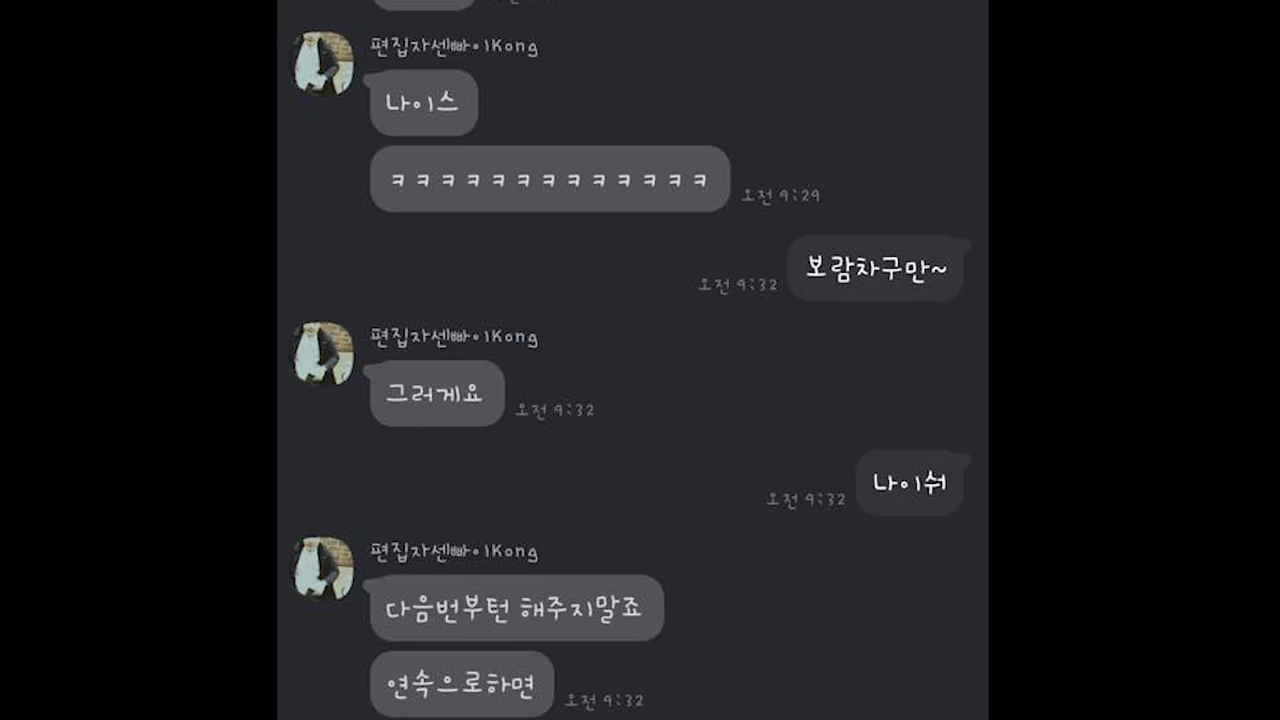 편집자센빠이Kong
나이스
ㅋㅋㅋㅋㅋㅋㅋㅋㅋㅋㅋㅋㅋ
오전 9:29
보람차구만~
오전 9:32
편집자센빠이Kong
그러게요
오전 9:32
나이숴
오전 9:32
편집자센빠이Kong
다음번부턴 해주지말죠
연속으로하면
오전 9:32